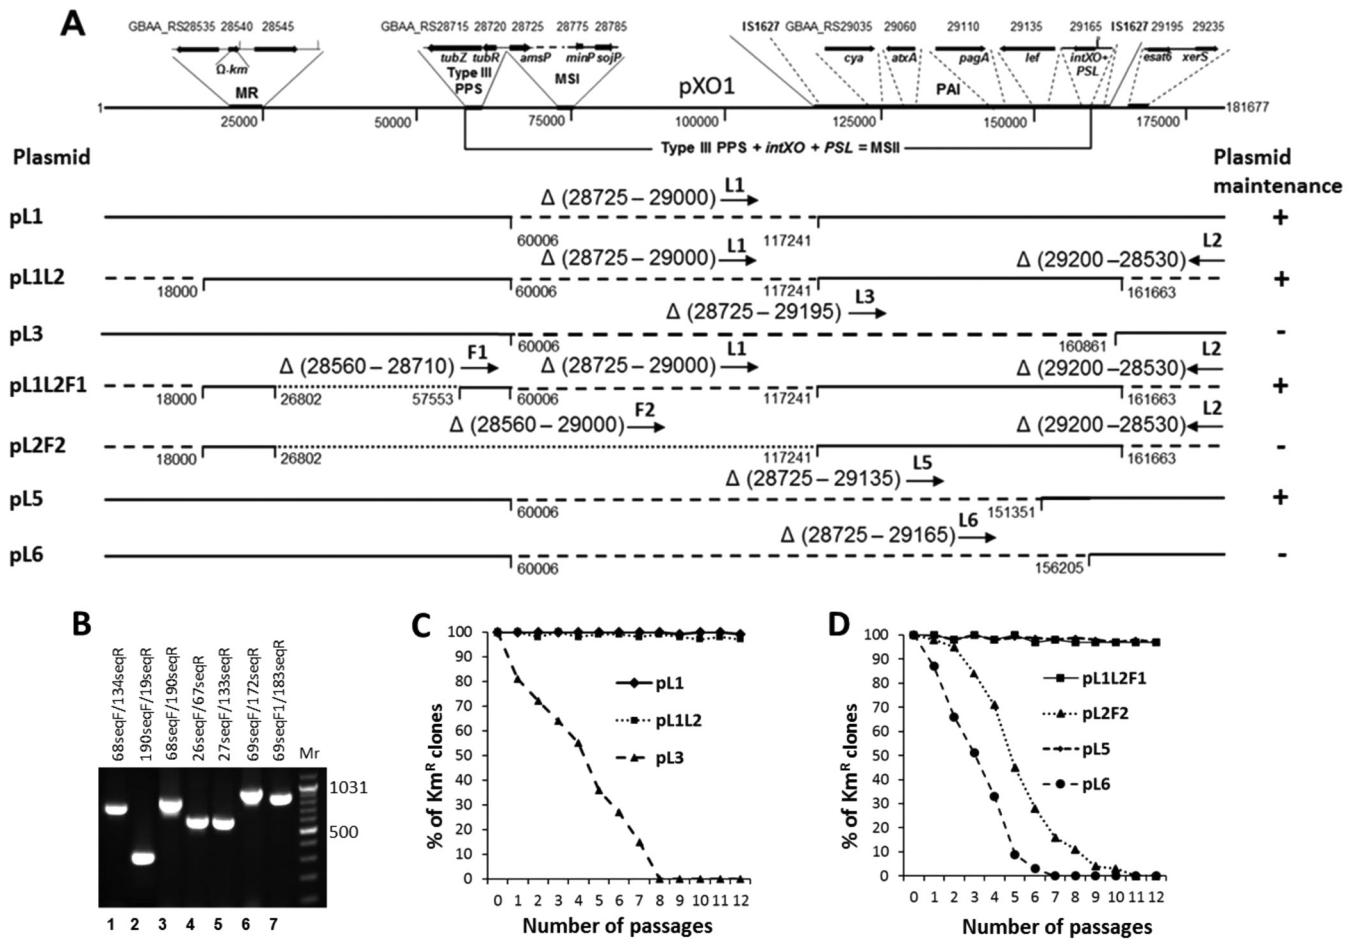 A
GBAA_RS28535 28540 28545
GBAA_RS28715 28720 28725 28775 28785
IS1627 GBAA_RS29035 29060 29110 29135 29165 IS1627 29195 29235
Ω-km
tubZ tubR amsP minP sojP
cya atxA pagA lef intXO+ PSL esat6 xerS
MR
Type III PPS
MSI
pXO1
PAI
1 181677
25000 50000 75000 100000 125000 150000 175000
Type III PPS + intXO + PSL = MSII
Plasmid
Plasmid maintenance
Δ (28725 – 29000) L1
pL1 +
60006 117241
Δ (28725 – 29000) L1 Δ (29200 –28530) L2
pL1L2 +
18000 60006 117241 161663
Δ (28725 – 29195) L3
pL3 -
60006 160861
Δ (28560 – 28710) F1 Δ (28725 – 29000) L1 Δ (29200 –28530) L2
pL1L2F1 +
18000 26802 57553 60006 117241 161663
Δ (28560 – 29000) F2 Δ (29200 –28530) L2
pL2F2 -
18000 26802 117241 161663
Δ (28725 – 29135) L5
pL5 +
60006 151351
Δ (28725 – 29165) L6
pL6 -
60006 156205
B
68seqF/134seqR
190seqF/19seqR
68seqF/190seqR
26seqF/67seqR
27seqF/133seqR
69seqF/172seqR
69seqF1/183seqR
Mr
1031
500
1 2 3 4 5 6 7
C
% of KmR clones
100
90
80
70
60
50
40
30
20
10
0
0 1 2 3 4 5 6 7 8 9 10 11 12
Number of passages
pL1
pL1L2
pL3
D
% of KmR clones
100
90
80
70
60
50
40
30
20
10
0
0 1 2 3 4 5 6 7 8 9 10 11 12
Number of passages
pL1L2F1
pL2F2
pL5
pL6